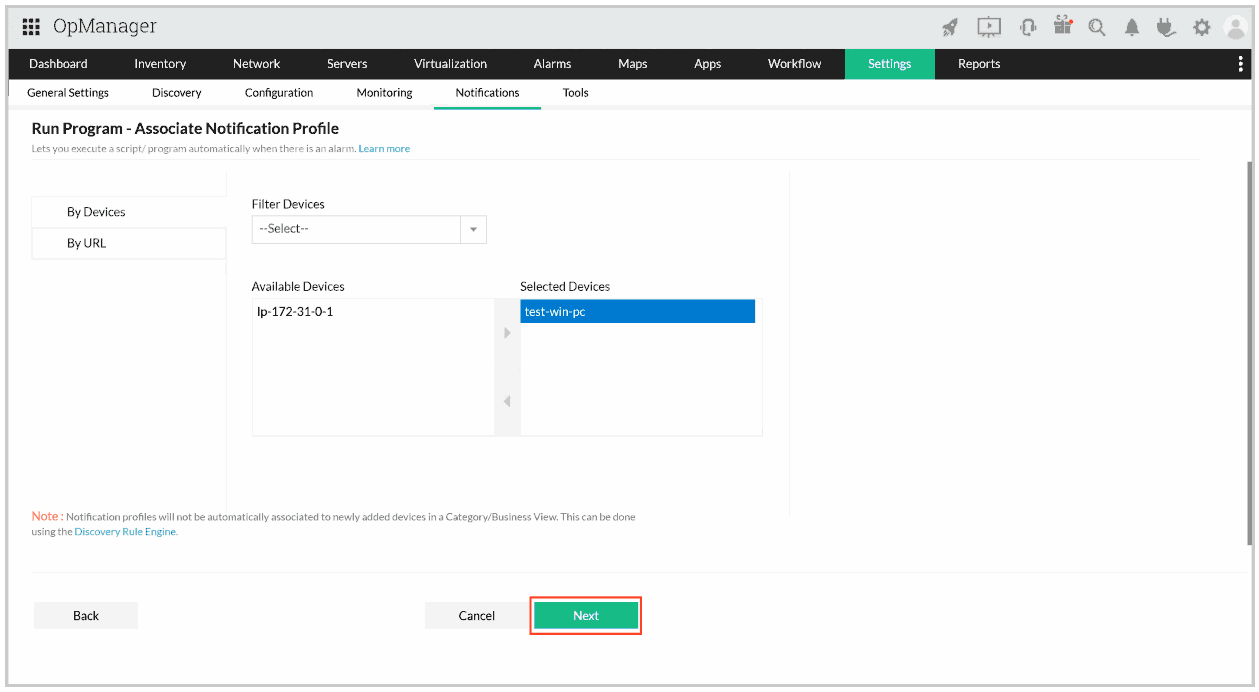 OpManager
Dashboard Inventory Network Servers Virtualization Alarms Maps Apps Workflow Settings Reports
General Settings Discovery Configuration Monitoring Notifications Tools
Run Program - Associate Notification Profile
Lets you execute a script/ program automatically when there is an alarm. Learn more
By Devices
By URL
Filter Devices
--Select--
Available Devices
Selected Devices
Ip-172-31-0-1
test-win-pc
Note : Notification profiles will not be automatically associated to newly added devices in a Category/Business View. This can be done
using the Discovery Rule Engine.
Back Cancel Next